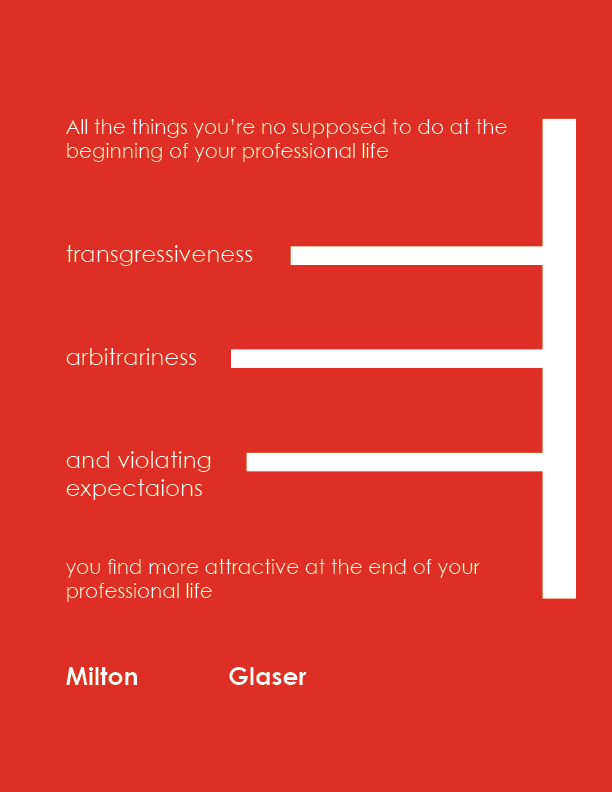 All the things you’re no supposed to do at the
beginning of your professional life
transgressiveness
arbitrariness
and violating
expectaions
you find more attractive at the end of your
professional life
Milton Glaser